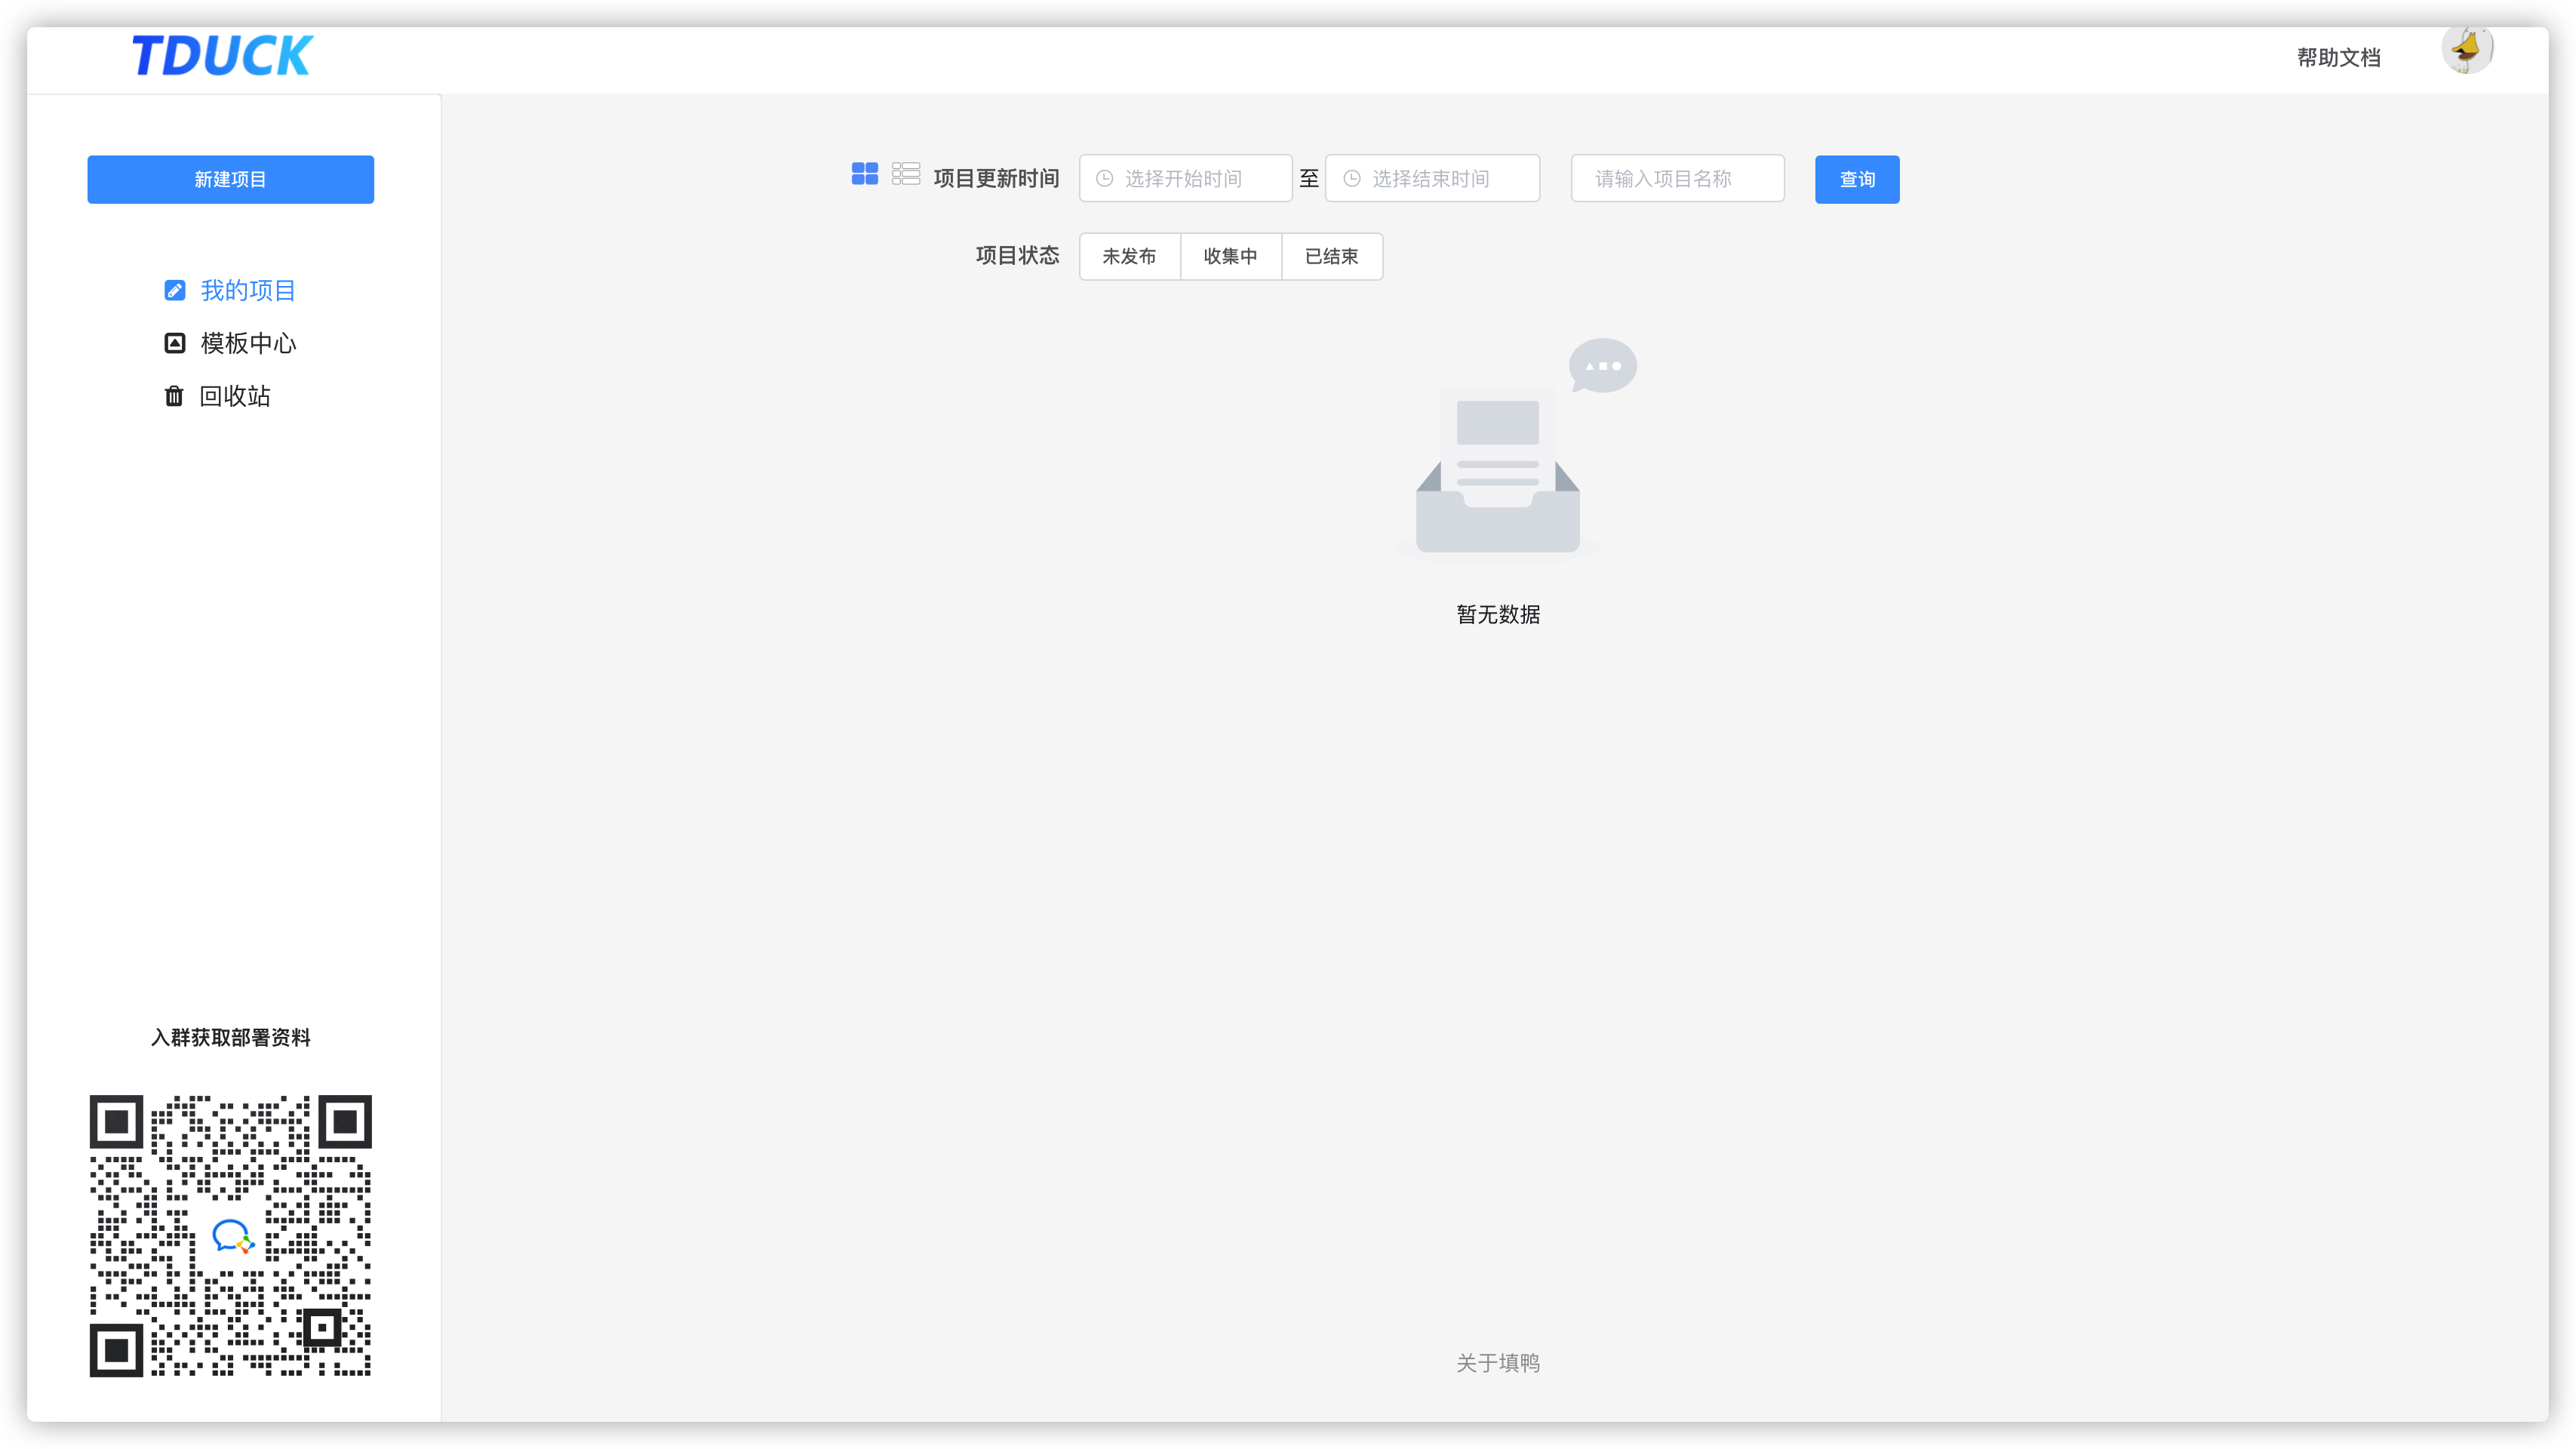 TDUCK
帮助文档
新建项目
我的项目
模板中心
回收站
项目更新时间 选择开始时间 至 选择结束时间 请输入项目名称 查询
项目状态 未发布 收集中 已结束
暂无数据
入群获取部署资料
关于填鸭